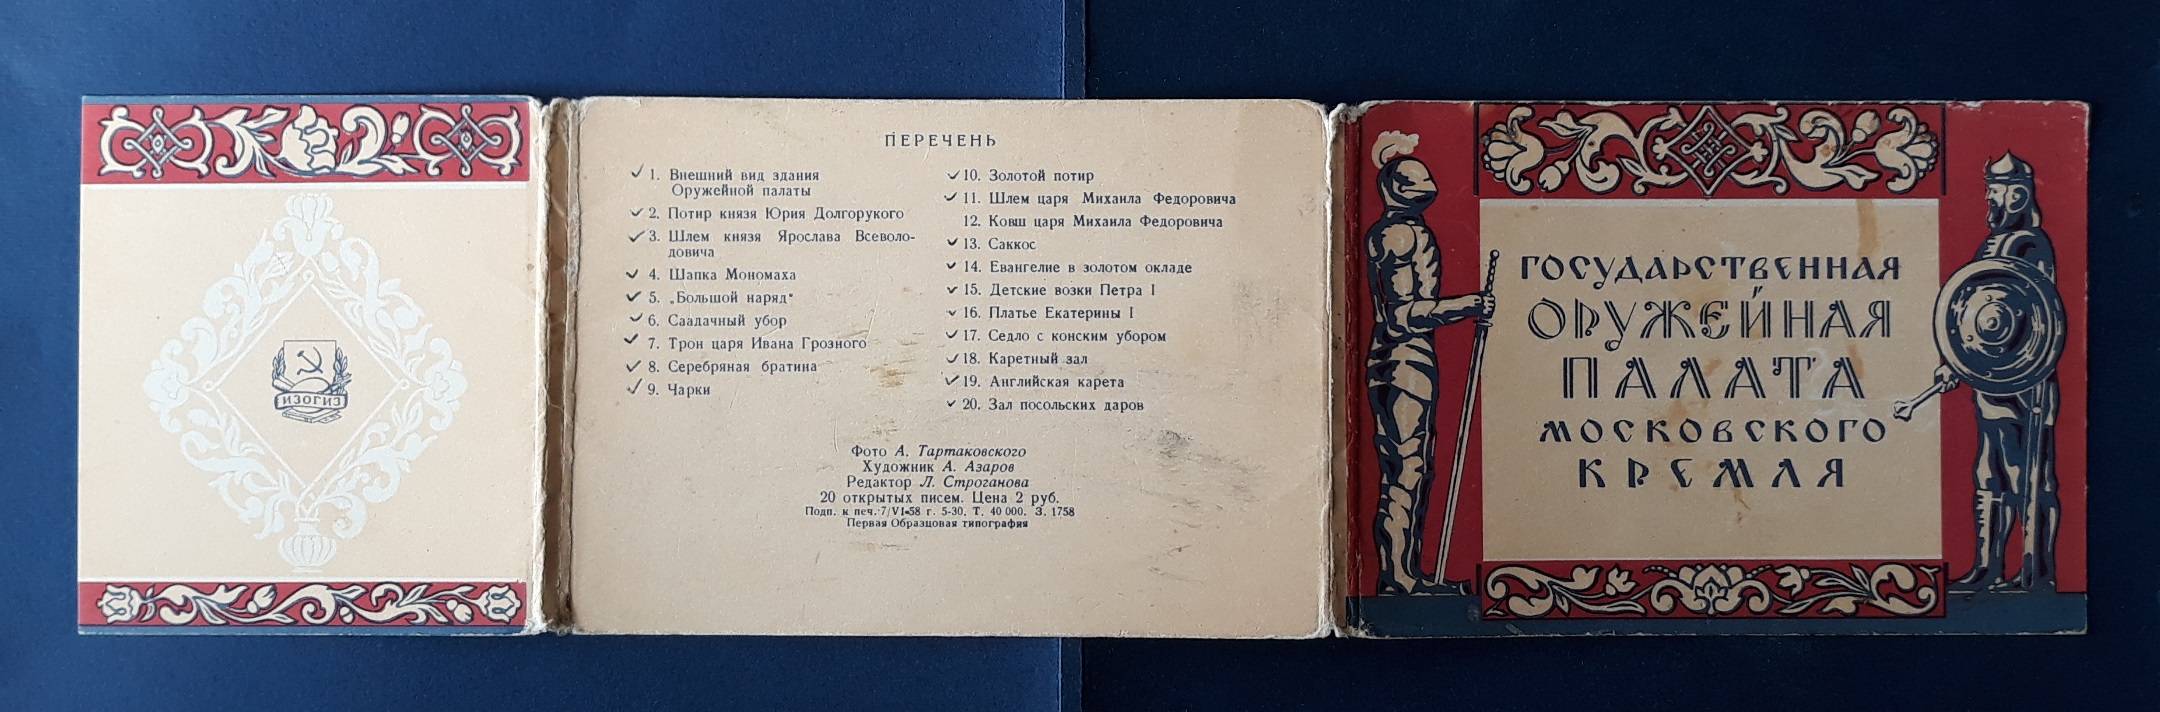 ИЗОГИЗ
ПЕРЕЧЕНЬ
1. Внешний вид здания
Оружейной палаты
2. Потир князя Юрия Долгорукого
3. Шлем князя Ярослава Всеволо-
довича
4. Шапка Мономаха
5. „Большой наряд“
6. Саадачный убор
7. Трон царя Ивана Грозного
8. Серебряная братина
9. Чарки
10. Золотой потир
11. Шлем царя Михаила Федоровича
12. Ковш царя Михаила Федоровича
13. Саккос
14. Евангелие в золотом окладе
15. Детские возки Петра I
16. Платье Екатерины I
17. Седло с конским убором
18. Каретный зал
19. Английская карета
20. Зал посольских даров
Фото А. Тартаковского
Художник А. Азаров
Редактор Л. Строганова
20 открытых писем. Цена 2 руб.
Подп. к печ. 7/VI-58 г. 5-30. Т. 40 000. З. 1758
Первая Образцовая типография
ГОСУДАРСТВЕННАЯ
ОРУЖЕЙНАЯ
ПАЛАТА
МОСКОВСКОГО
КРЕМЛЯ